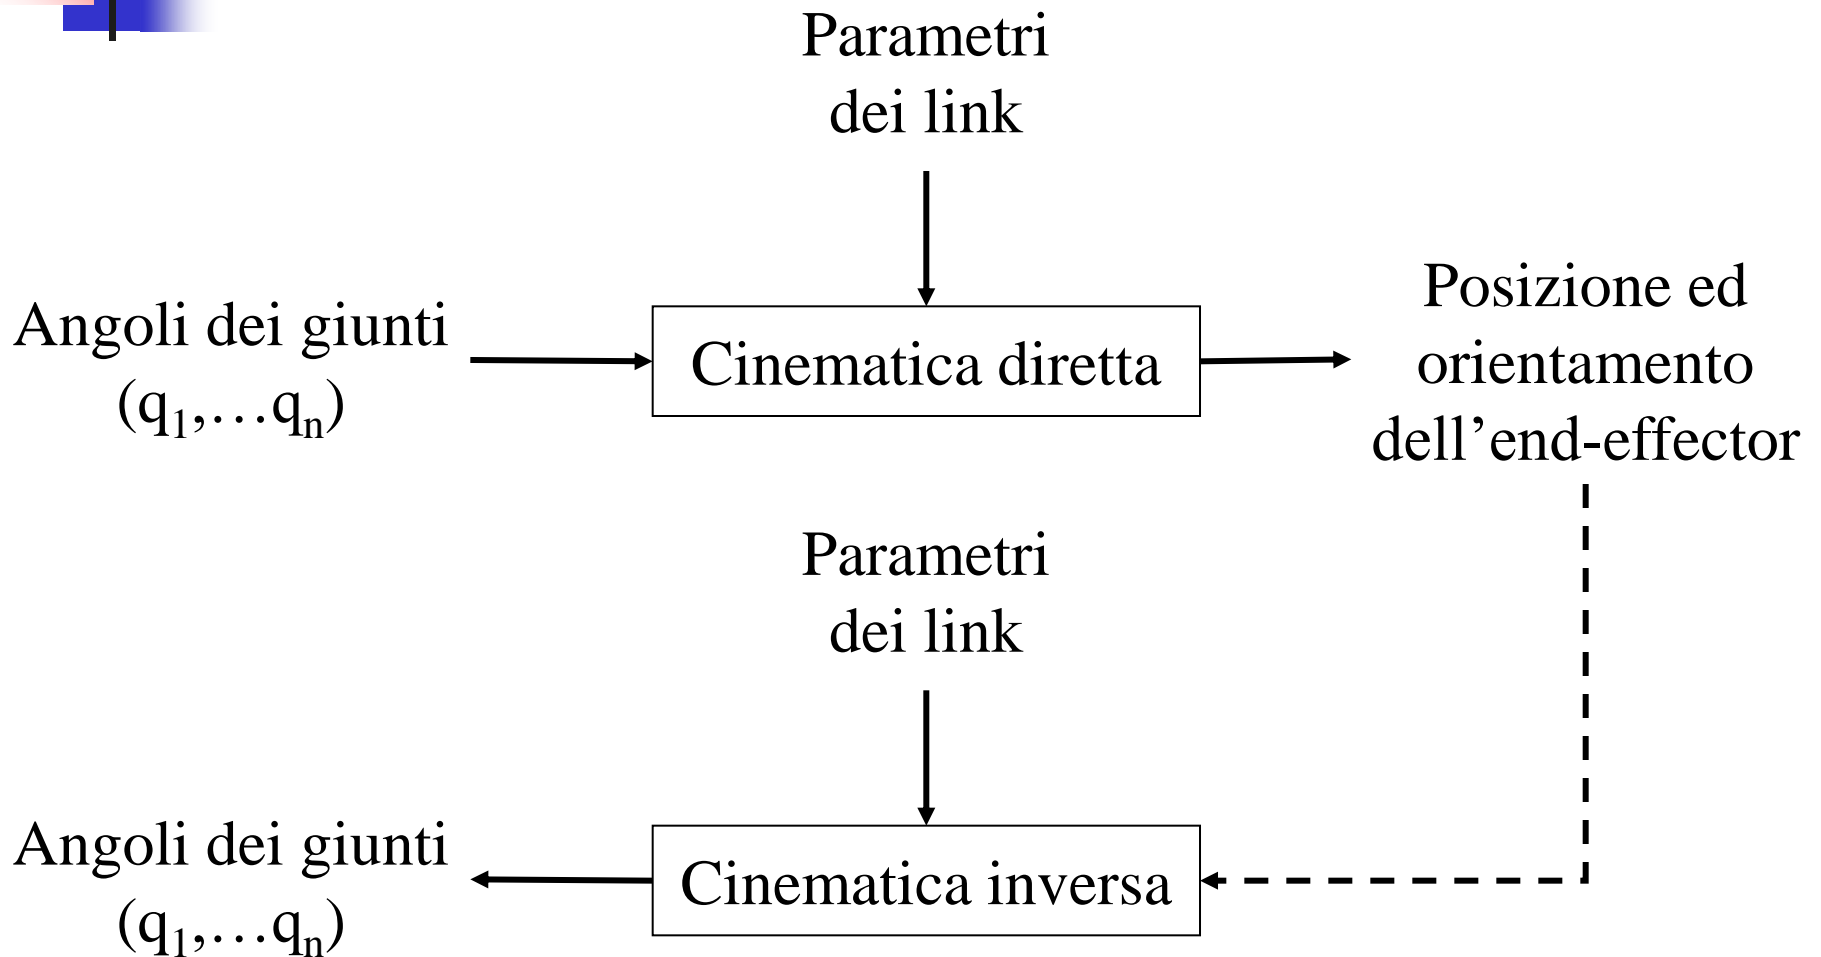 Parametri
dei link
Angoli dei giunti
(q1,…qn)
Cinematica diretta
Posizione ed
orientamento
dell’end-effector
Parametri
dei link
Angoli dei giunti
(q1,…qn)
Cinematica inversa